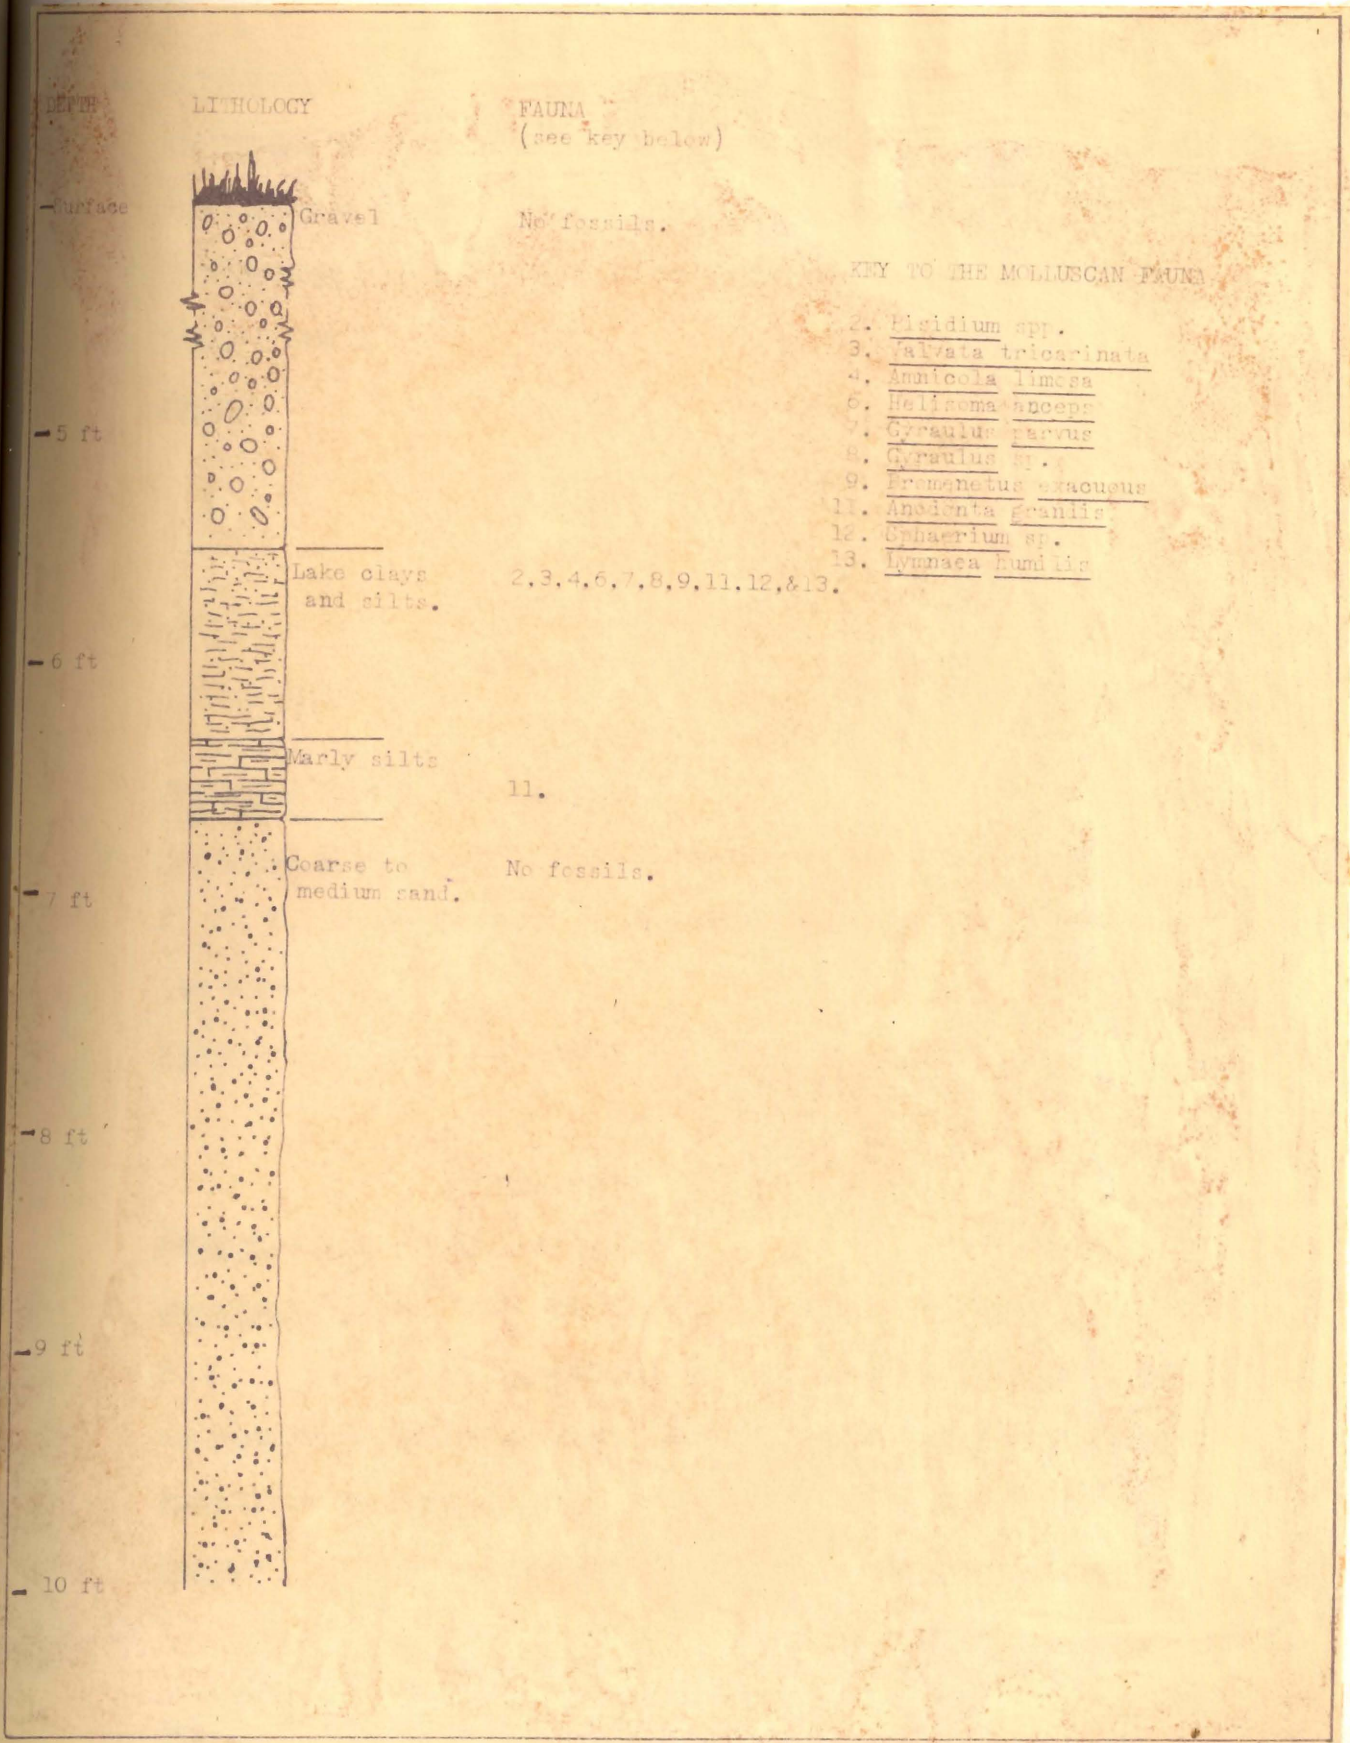 DEPTH LITHOLOGY FAUNA
(see key below)
Surface Gravel No fossils.
KEY TO THE MOLLUSCAN FAUNA
2. Pisidium spp.
3. Valvata tricarinata
4. Amnicola limosa
6. Helisoma anceps
7. Gyraulus parvus
8. Gyraulus sp.
9. Promenetus exacuous
11. Anodonta grandis
12. Sphaerium sp.
13. Lymnaea humilis
5 ft
Lake clays 2,3,4,6,7,8,9,11,12,&13.
and silts.
6 ft
Marly silts
11.
Coarse to No fossils.
medium sand.
7 ft
8 ft
9 ft
10 ft